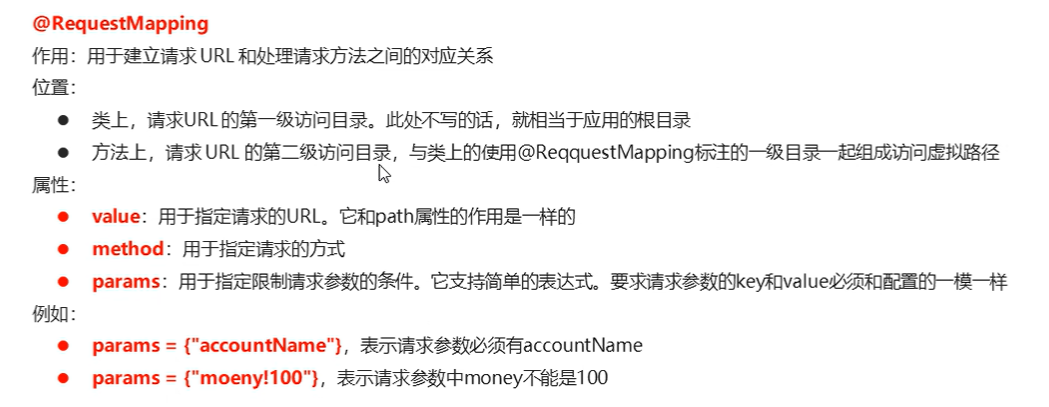 @RequestMapping
作用：用于建立请求 URL 和处理请求方法之间的对应关系
位置：
● 类上，请求URL的第一级访问目录。此处不写的话，就相当于应用的根目录
● 方法上，请求 URL 的第二级访问目录，与类上的使用@ReqquestMapping标注的一级目录一起组成访问虚拟路径
属性：
● value：用于指定请求的URL。它和path属性的作用是一样的
● method：用于指定请求的方式
● params：用于指定限制请求参数的条件。它支持简单的表达式。要求请求参数的key和value必须和配置的一模一样
例如：
● params = {"accountName"}，表示请求参数必须有accountName
● params = {"moeny!100"}，表示请求参数中money不能是100